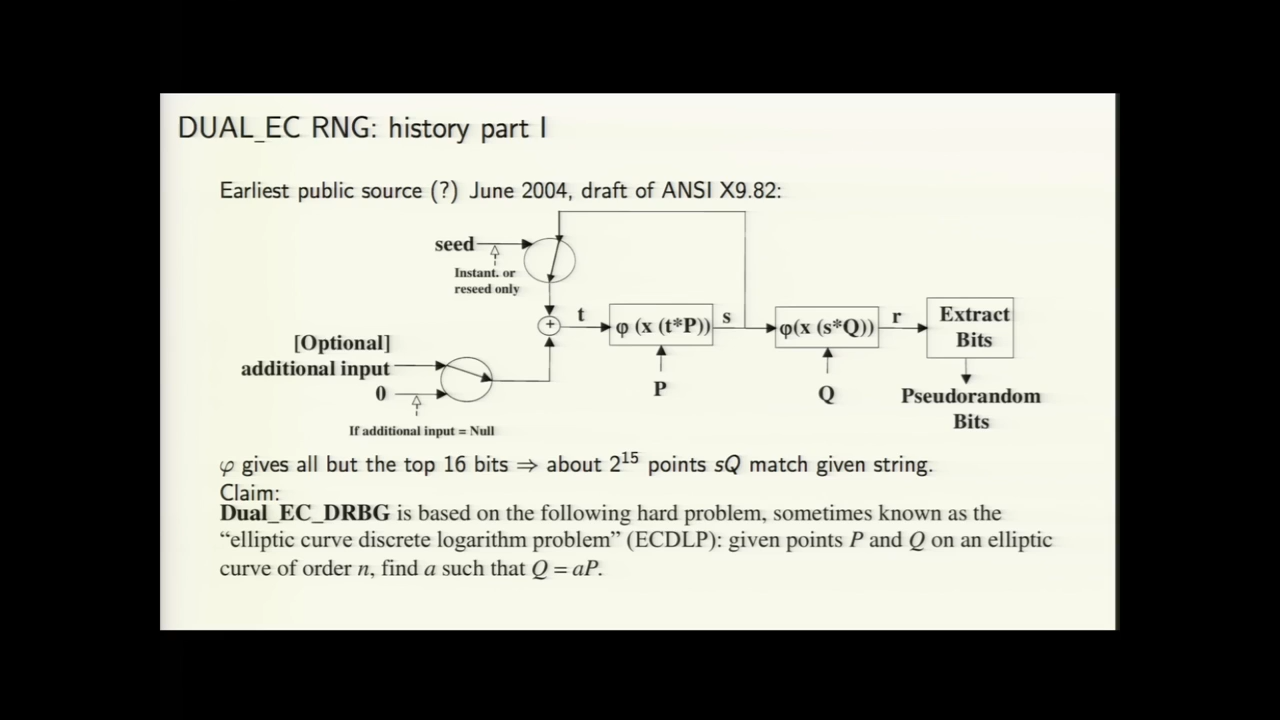 DUAL_EC RNG: history part I
Earliest public source (?) June 2004, draft of ANSI X9.82:
seed
Instant. or
reseed only
[Optional]
additional input
0
If additional input = Null
+
t
φ (x (t*P))
P
s
φ(x (s*Q))
Q
r
Extract
Bits
Pseudorandom
Bits
φ gives all but the top 16 bits ⇒ about 2¹⁵ points sQ match given string.
Claim:
Dual_EC_DRBG is based on the following hard problem, sometimes known as the
“elliptic curve discrete logarithm problem” (ECDLP): given points P and Q on an elliptic
curve of order n, find a such that Q = aP.